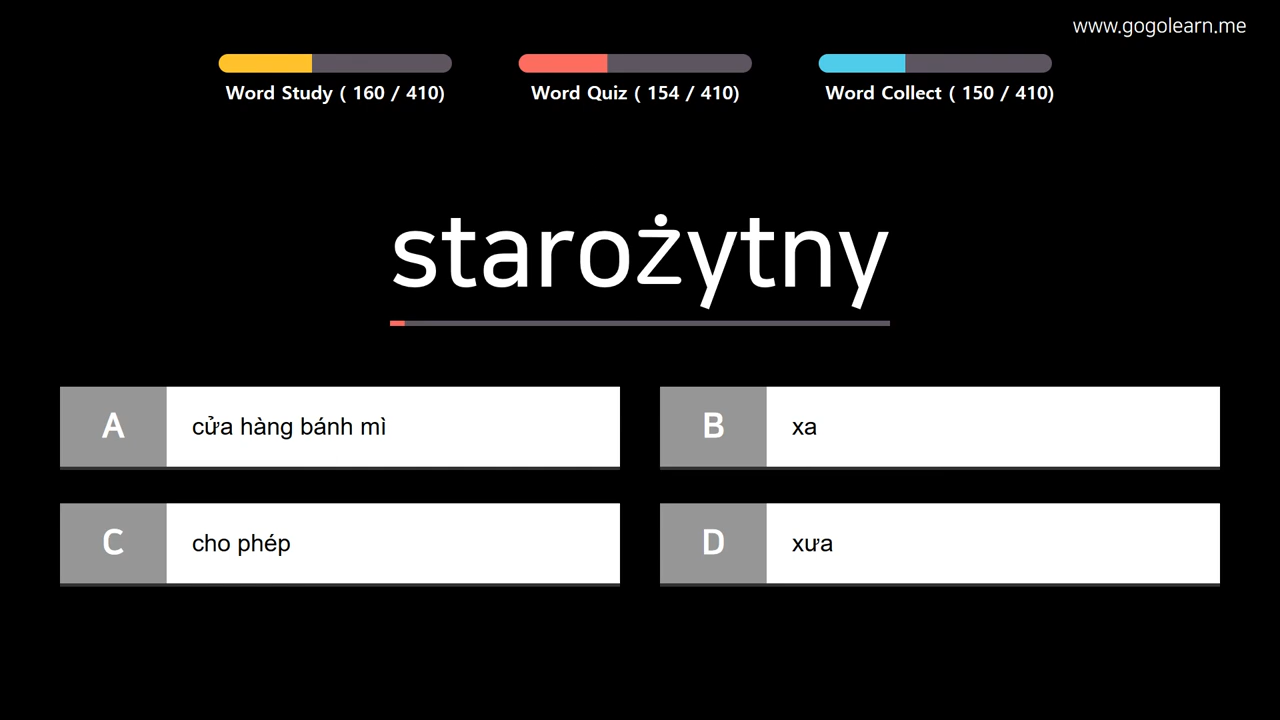 www.gogolearn.me
Word Study ( 160 / 410)
Word Quiz ( 154 / 410)
Word Collect ( 150 / 410)
starożytny
A
cửa hàng bánh mì
B
xa
C
cho phép
D
xưa